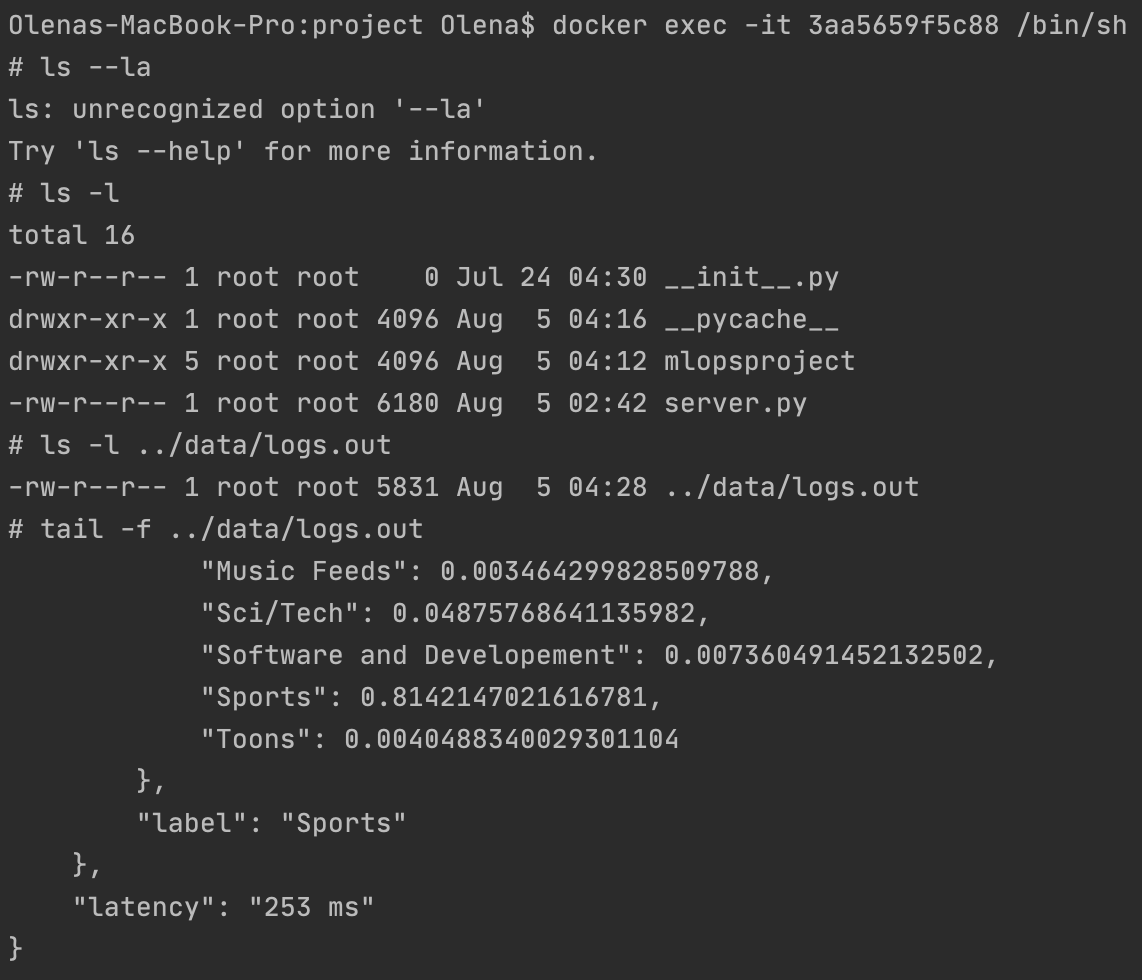 Olenas-MacBook-Pro:project Olena$ docker exec -it 3aa5659f5c88 /bin/sh
# ls --la
ls: unrecognized option '--la'
Try 'ls --help' for more information.
# ls -l
total 16
-rw-r--r-- 1 root root    0 Jul 24 04:30 __init__.py
drwxr-xr-x 1 root root 4096 Aug  5 04:16 __pycache__
drwxr-xr-x 5 root root 4096 Aug  5 04:12 mlopsproject
-rw-r--r-- 1 root root 6180 Aug  5 02:42 server.py
# ls -l ../data/logs.out
-rw-r--r-- 1 root root 5831 Aug  5 04:28 ../data/logs.out
# tail -f ../data/logs.out
            "Music Feeds": 0.003464299828509788,
            "Sci/Tech": 0.04875768641135982,
            "Software and Developement": 0.007360491452132502,
            "Sports": 0.8142147021616781,
            "Toons": 0.0040488340029301104
        },
        "label": "Sports"
    },
    "latency": "253 ms"
}